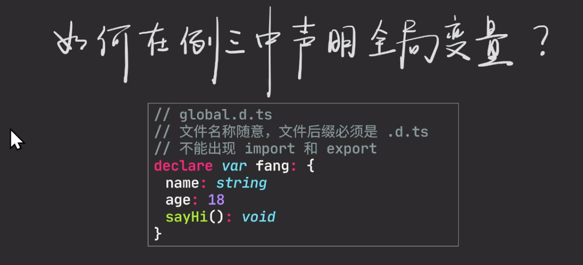 如何在例三中声明全局变量？
// global.d.ts
// 文件名称随意，文件后缀必须是 .d.ts
// 不能出现 import 和 export
declare var fang: {
  name: string
  age: 18
  sayHi(): void
}